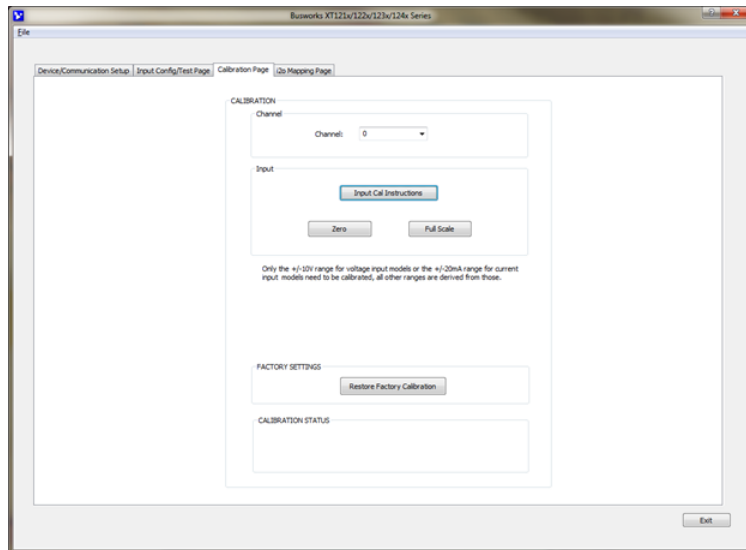 Busworks XT121x/122x/123x/124x Series
File
Device/Communication Setup Input Config/Test Page Calibration Page i2o Mapping Page
CALIBRATION
Channel
Channel: 0
Input
Input Cal Instructions
Zero Full Scale
Only the +/-10V range for voltage input models or the +/-20mA range for current
input models need to be calibrated, all other ranges are derived from those.
FACTORY SETTINGS
Restore Factory Calibration
CALIBRATION STATUS
Exit